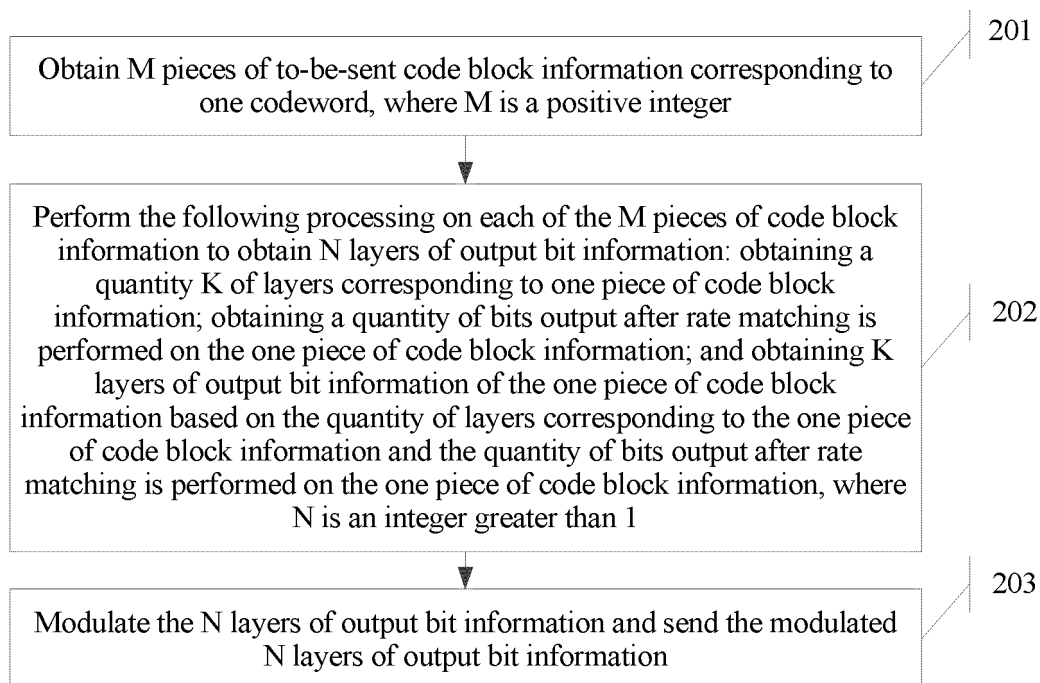 201
Obtain M pieces of to-be-sent code block information corresponding to
one codeword, where M is a positive integer
Perform the following processing on each of the M pieces of code block
information to obtain N layers of output bit information: obtaining a
quantity K of layers corresponding to one piece of code block
information; obtaining a quantity of bits output after rate matching is
performed on the one piece of code block information; and obtaining K
layers of output bit information of the one piece of code block
information based on the quantity of layers corresponding to the one piece
of code block information and the quantity of bits output after rate
matching is performed on the one piece of code block information, where
N is an integer greater than 1
202
203
Modulate the N layers of output bit information and send the modulated
N layers of output bit information